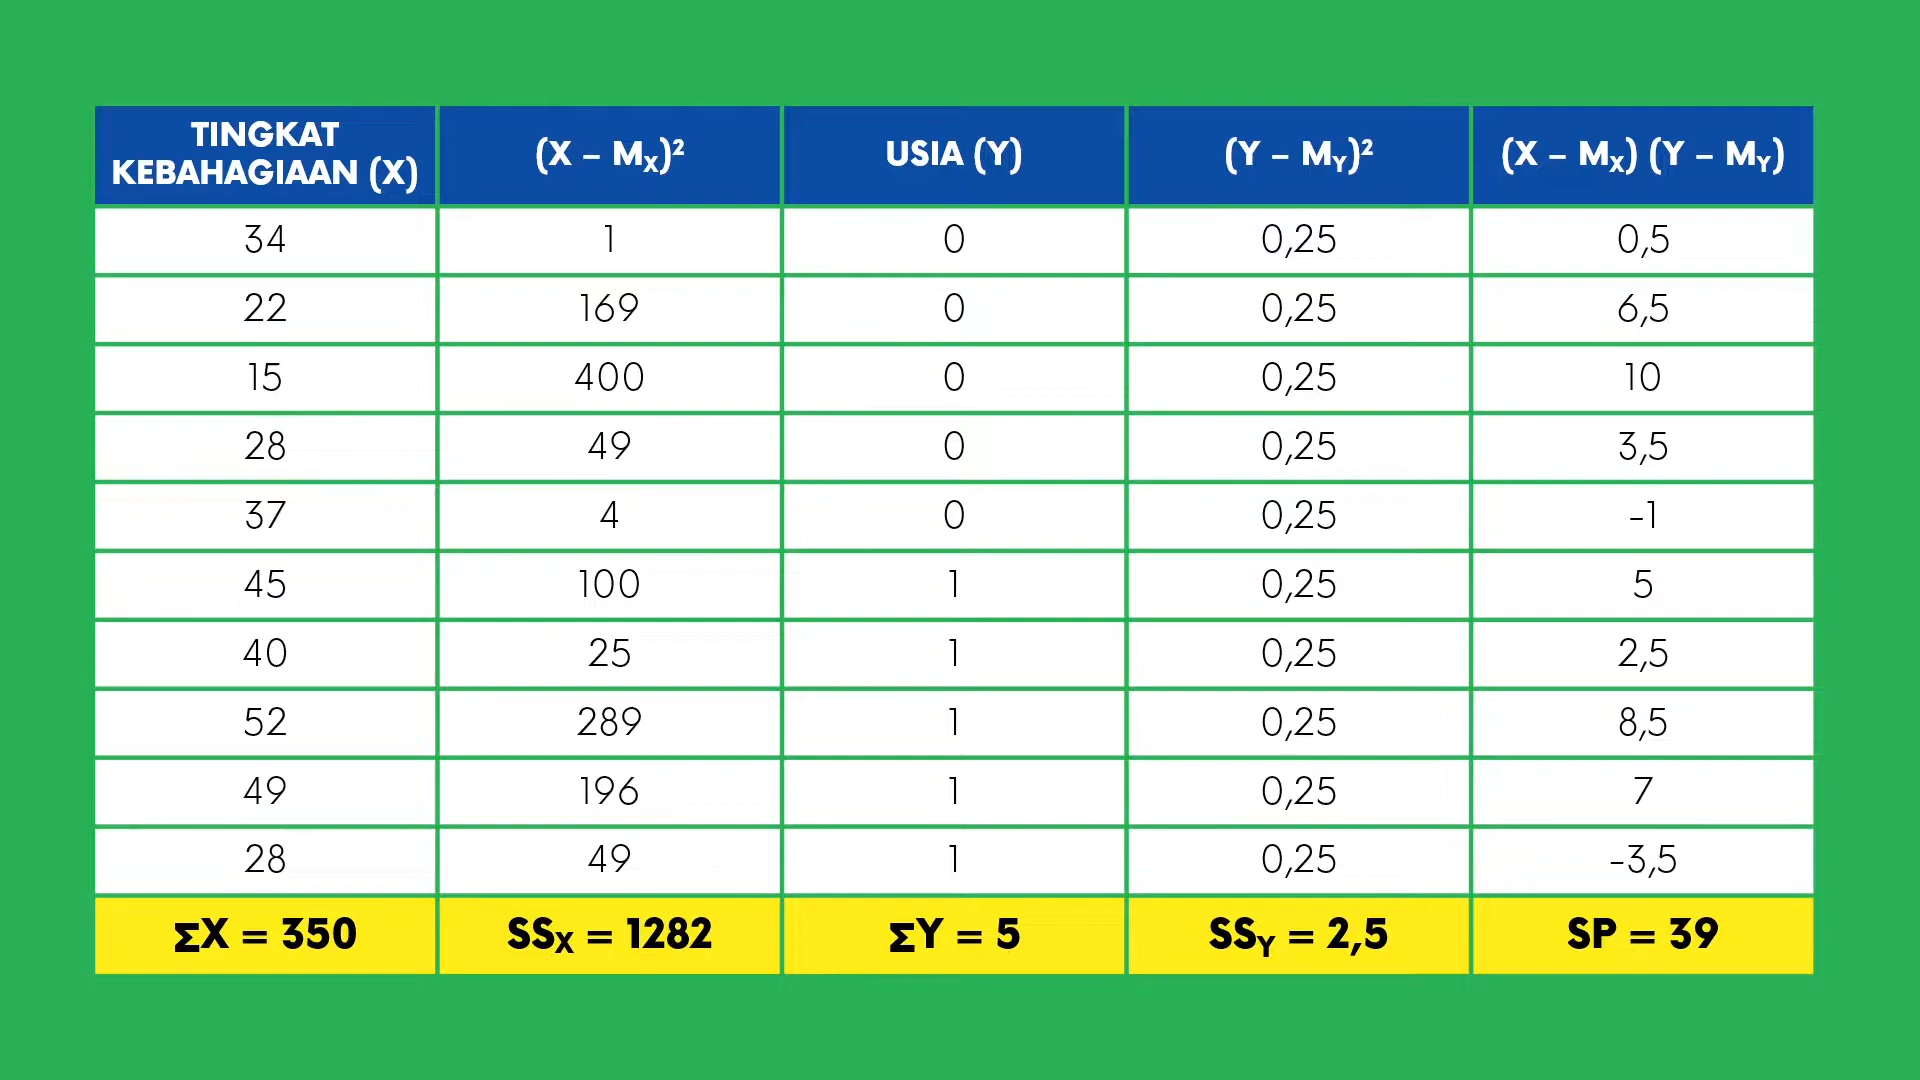 TINGKAT
KEBAHAGIAAN (X) (X – Mₓ)² USIA (Y) (Y – Mʏ)² (X – Mₓ) (Y – Mʏ)
34 1 0 0,25 0,5
22 169 0 0,25 6,5
15 400 0 0,25 10
28 49 0 0,25 3,5
37 4 0 0,25 -1
45 100 1 0,25 5
40 25 1 0,25 2,5
52 289 1 0,25 8,5
49 196 1 0,25 7
28 49 1 0,25 -3,5
ΣX = 350 SSₓ = 1282 ΣY = 5 SSʏ = 2,5 SP = 39